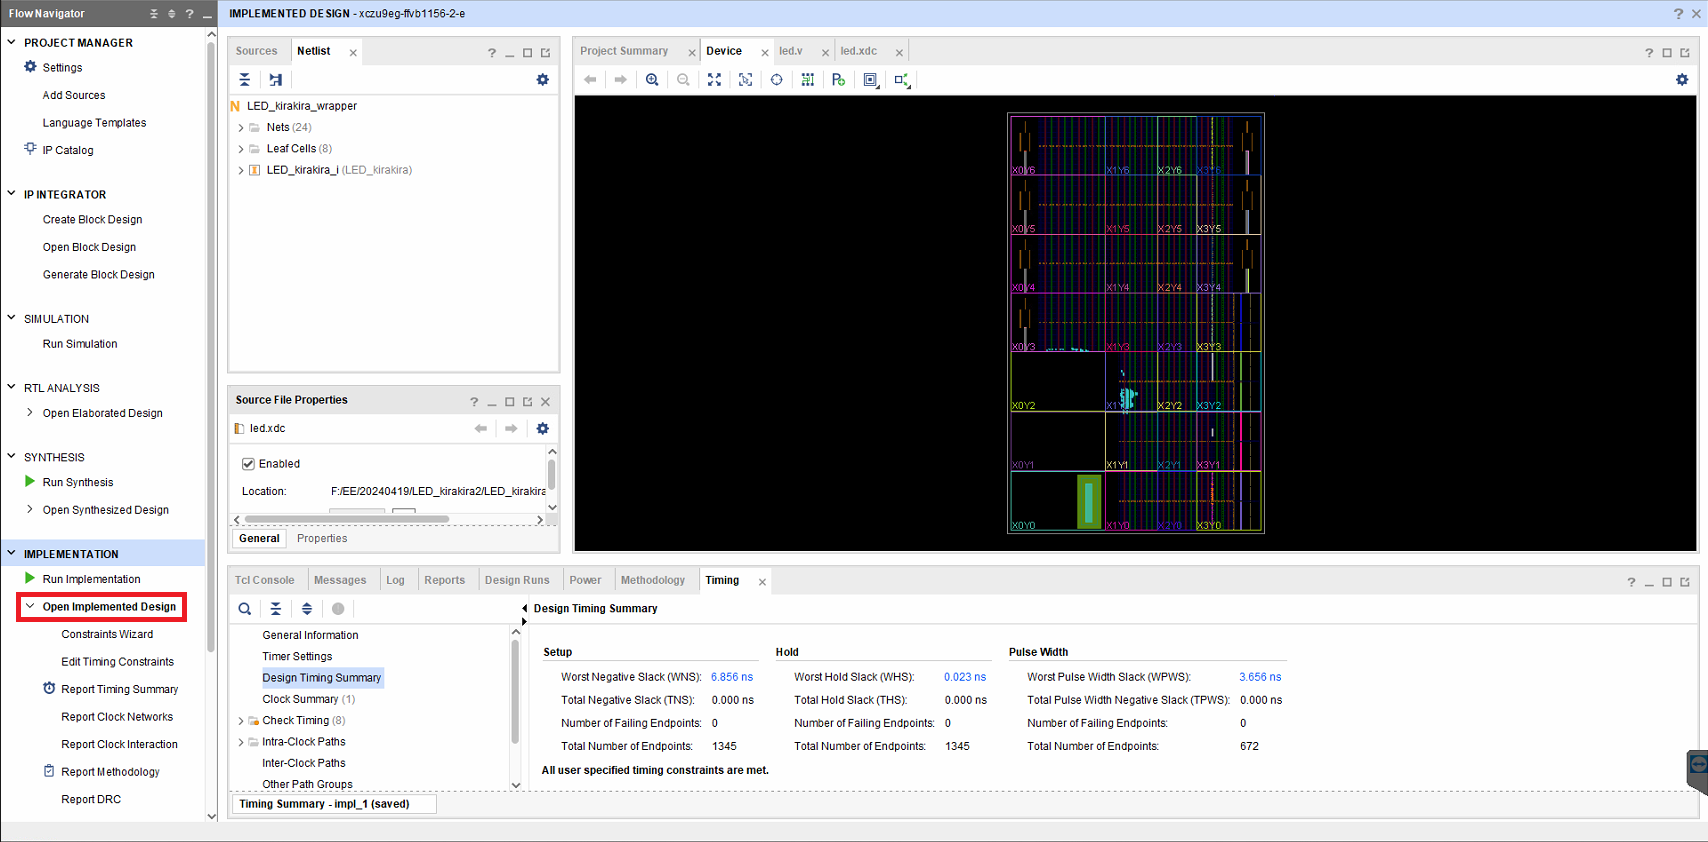 Flow Navigator
IMPLEMENTED DESIGN - xczu9eg-ffvb1156-2-e
PROJECT MANAGER
Settings
Add Sources
Language Templates
IP Catalog
IP INTEGRATOR
Create Block Design
Open Block Design
Generate Block Design
SIMULATION
Run Simulation
RTL ANALYSIS
Open Elaborated Design
SYNTHESIS
Run Synthesis
Open Synthesized Design
IMPLEMENTATION
Run Implementation
Open Implemented Design
Constraints Wizard
Edit Timing Constraints
Report Timing Summary
Report Clock Networks
Report Clock Interaction
Report Methodology
Report DRC
Sources Netlist
LED_kirakira_wrapper
Nets (24)
Leaf Cells (8)
LED_kirakira_i (LED_kirakira)
Source File Properties
led.xdc
Enabled
Location: F:/EE/20240419/LED_kirakira2/LED_kirakira
General Properties
Project Summary Device led.v led.xdc
X0Y6 X1Y6 X2Y6 X3Y6
X0Y5 X1Y5 X2Y5 X3Y5
X0Y4 X1Y4 X2Y4 X3Y4
X0Y3 X1Y3 X2Y3 X3Y3
X0Y2 X1Y X2Y2 X3Y2
X0Y1 X1Y1 X2Y1 X3Y1
X0Y0 X1Y0 X2Y0 X3Y0
Tcl Console Messages Log Reports Design Runs Power Methodology Timing
General Information
Timer Settings
Design Timing Summary
Clock Summary (1)
Check Timing (8)
Intra-Clock Paths
Inter-Clock Paths
Other Path Groups
Timing Summary - impl_1 (saved)
Design Timing Summary
Setup Hold Pulse Width
Worst Negative Slack (WNS): 6.856 ns Worst Hold Slack (WHS): 0.023 ns Worst Pulse Width Slack (WPWS): 3.656 ns
Total Negative Slack (TNS): 0.000 ns Total Hold Slack (THS): 0.000 ns Total Pulse Width Negative Slack (TPWS): 0.000 ns
Number of Failing Endpoints: 0 Number of Failing Endpoints: 0 Number of Failing Endpoints: 0
Total Number of Endpoints: 1345 Total Number of Endpoints: 1345 Total Number of Endpoints: 672
All user specified timing constraints are met.